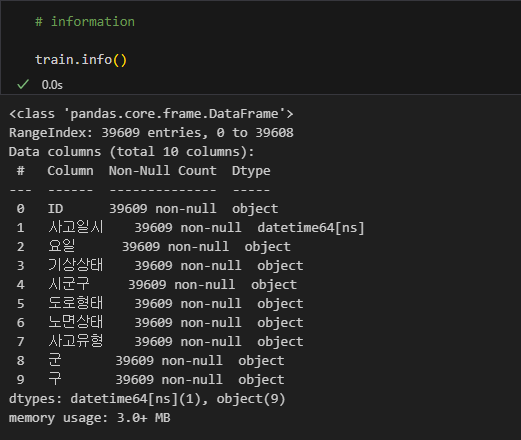 # information
train.info()
✓ 0.0s
<class 'pandas.core.frame.DataFrame'>
RangeIndex: 39609 entries, 0 to 39608
Data columns (total 10 columns):
 #   Column  Non-Null Count  Dtype
---  ------  --------------  -----
 0   ID      39609 non-null  object
 1   사고일시    39609 non-null  datetime64[ns]
 2   요일      39609 non-null  object
 3   기상상태    39609 non-null  object
 4   시군구     39609 non-null  object
 5   도로형태    39609 non-null  object
 6   노면상태    39609 non-null  object
 7   사고유형    39609 non-null  object
 8   군       39609 non-null  object
 9   구       39609 non-null  object
dtypes: datetime64[ns](1), object(9)
memory usage: 3.0+ MB